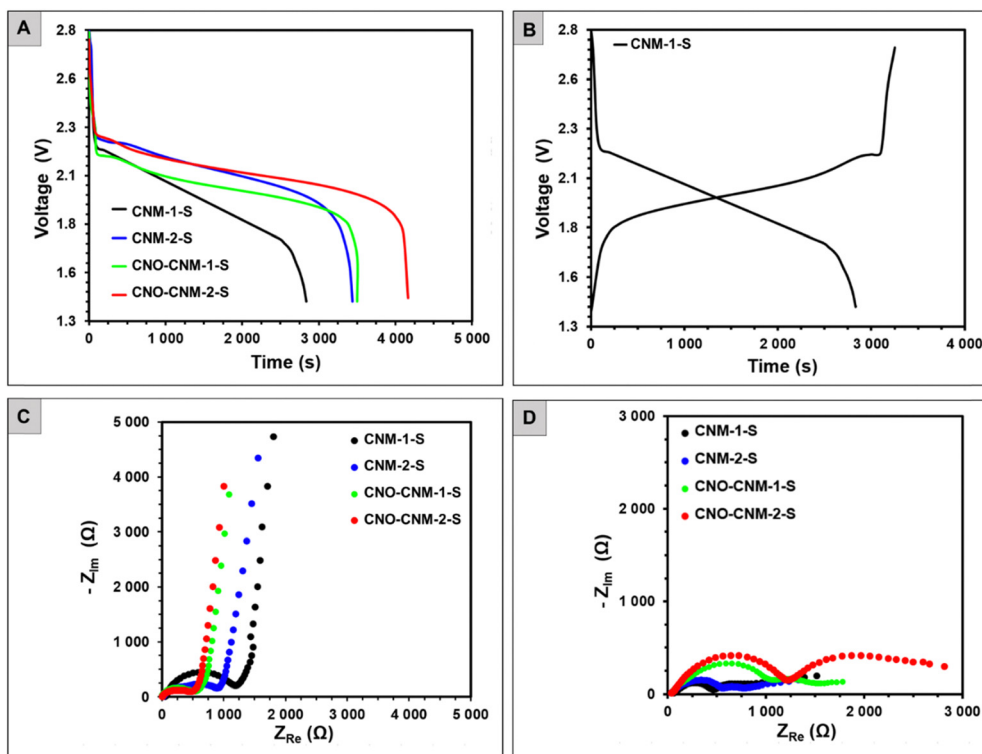 A
2.8
2.6
2.3
2.1
1.8
1.6
1.3
Voltage (V)
CNM-1-S
CNM-2-S
CNO-CNM-1-S
CNO-CNM-2-S
0
1 000
2 000
3 000
4 000
5 000
Time (s)
B
2.8
2.6
2.3
2.1
1.8
1.6
1.3
Voltage (V)
CNM-1-S
0
1 000
2 000
3 000
4 000
Time (s)
C
5 000
4 000
3 000
2 000
1 000
0
- ZIm (Ω)
CNM-1-S
CNM-2-S
CNO-CNM-1-S
CNO-CNM-2-S
0
1 000
2 000
3 000
4 000
5 000
ZRe (Ω)
D
3 000
2 000
1 000
0
- ZIm (Ω)
CNM-1-S
CNM-2-S
CNO-CNM-1-S
CNO-CNM-2-S
0
1 000
2 000
3 000
ZRe (Ω)